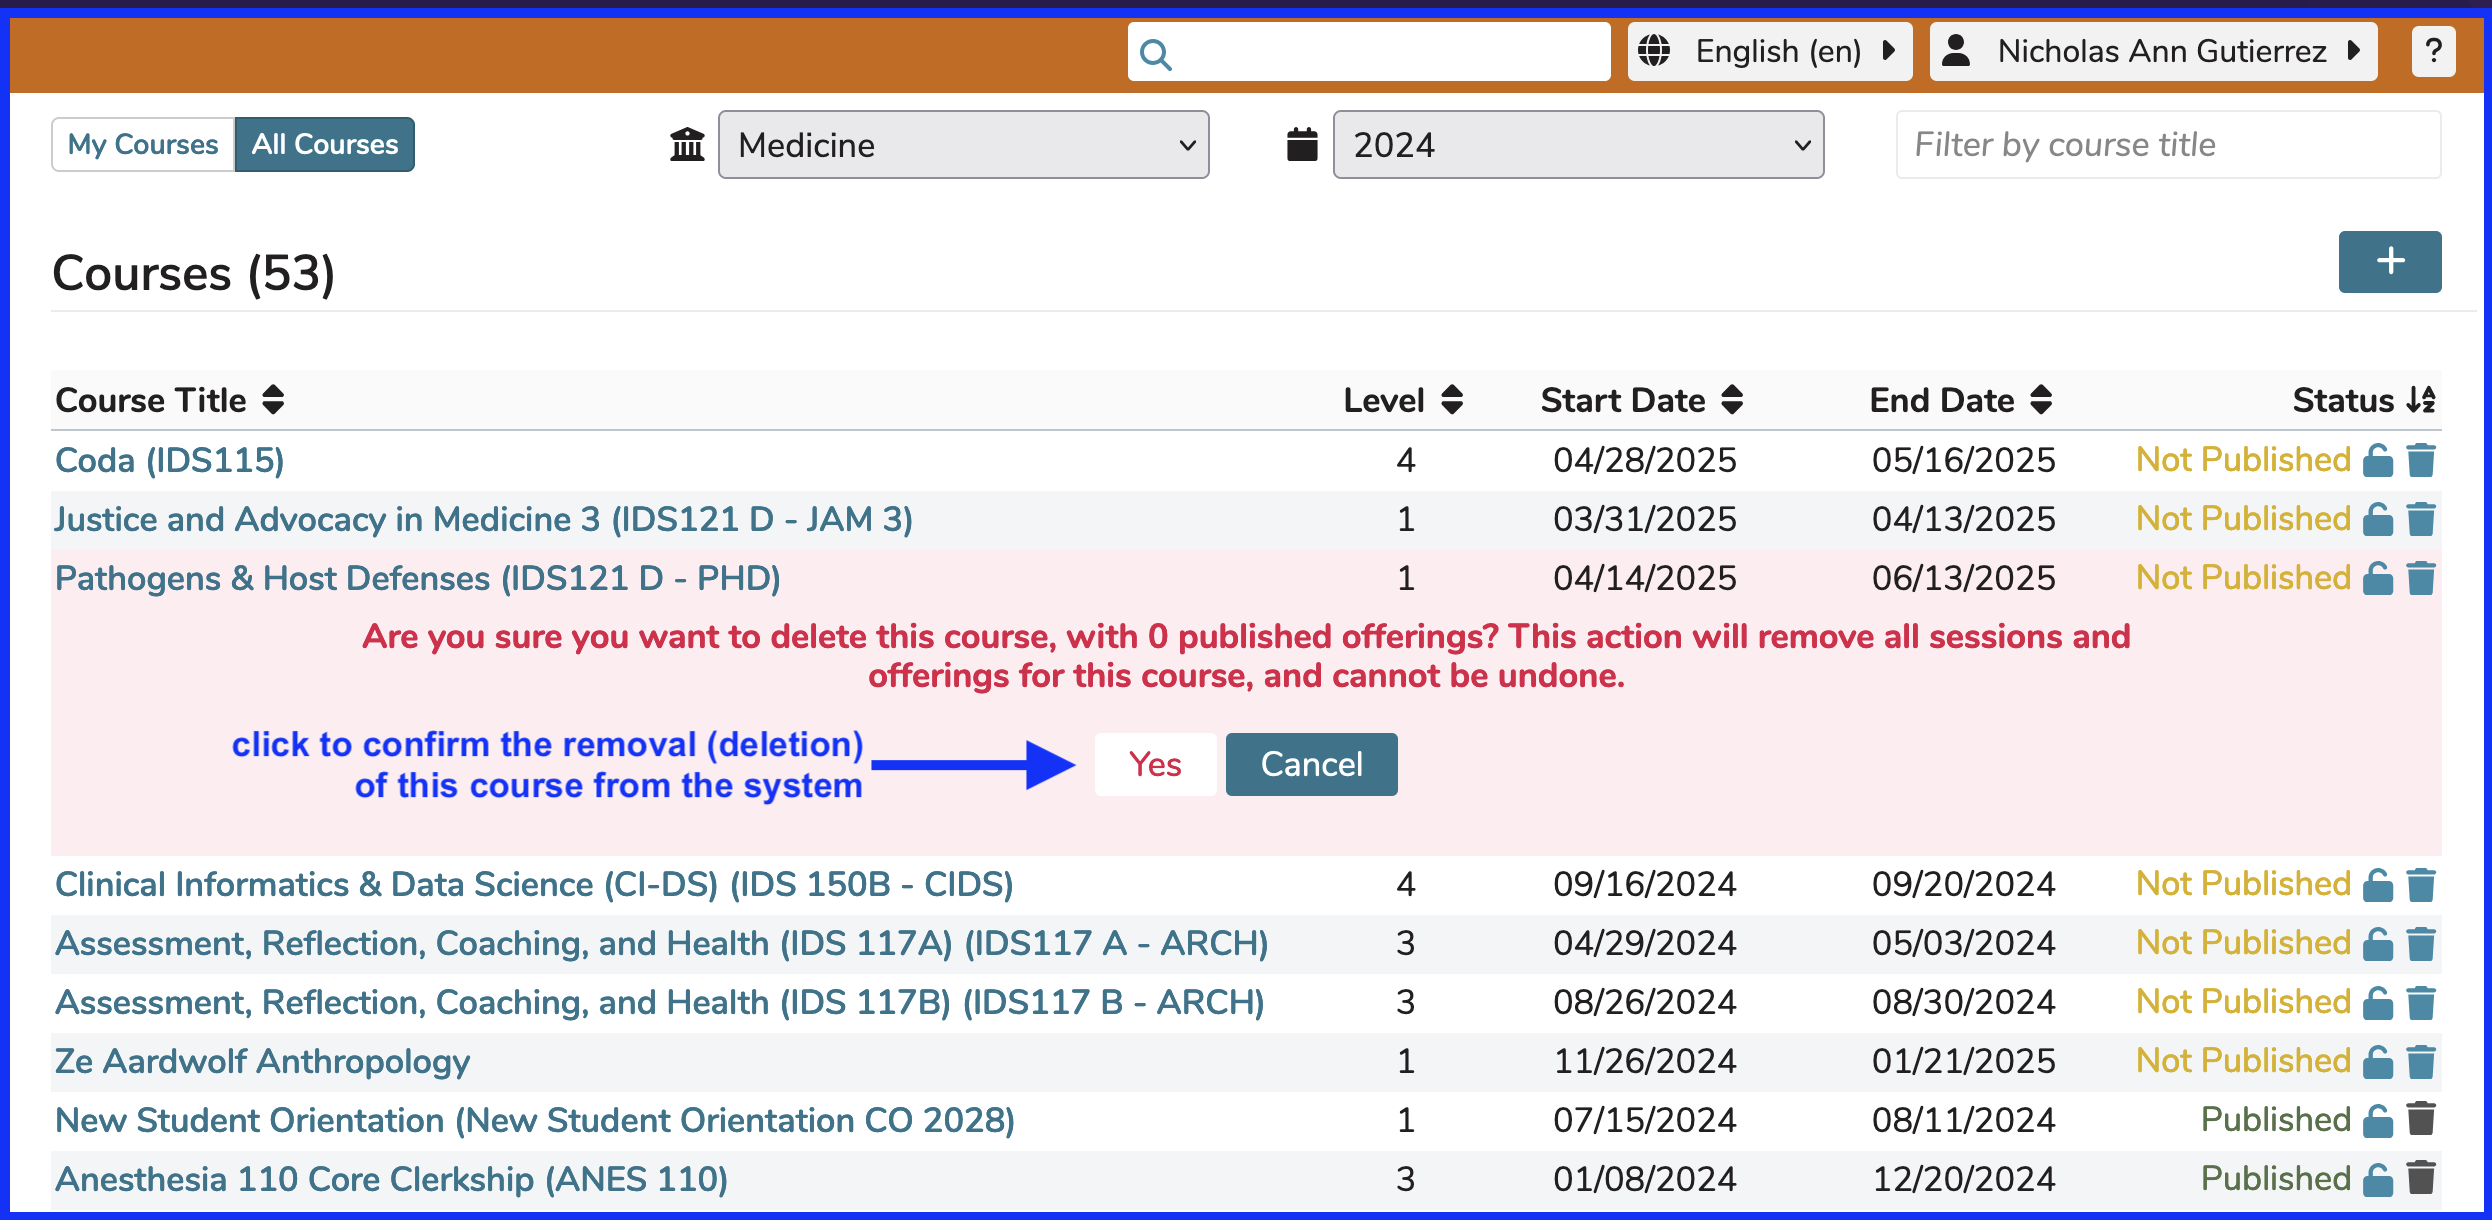 English (en)
Nicholas Ann Gutierrez
?
My Courses
All Courses
Medicine
2024
Filter by course title
Courses (53)
+
Course Title Level Start Date End Date Status
Coda (IDS115) 4 04/28/2025 05/16/2025 Not Published
Justice and Advocacy in Medicine 3 (IDS121 D - JAM 3) 1 03/31/2025 04/13/2025 Not Published
Pathogens & Host Defenses (IDS121 D - PHD) 1 04/14/2025 06/13/2025 Not Published
Are you sure you want to delete this course, with 0 published offerings? This action will remove all sessions and
offerings for this course, and cannot be undone.
click to confirm the removal (deletion)
of this course from the system
Yes
Cancel
Clinical Informatics & Data Science (CI-DS) (IDS 150B - CIDS) 4 09/16/2024 09/20/2024 Not Published
Assessment, Reflection, Coaching, and Health (IDS 117A) (IDS117 A - ARCH) 3 04/29/2024 05/03/2024 Not Published
Assessment, Reflection, Coaching, and Health (IDS 117B) (IDS117 B - ARCH) 3 08/26/2024 08/30/2024 Not Published
Ze Aardwolf Anthropology 1 11/26/2024 01/21/2025 Not Published
New Student Orientation (New Student Orientation CO 2028) 1 07/15/2024 08/11/2024 Published
Anesthesia 110 Core Clerkship (ANES 110) 3 01/08/2024 12/20/2024 Published